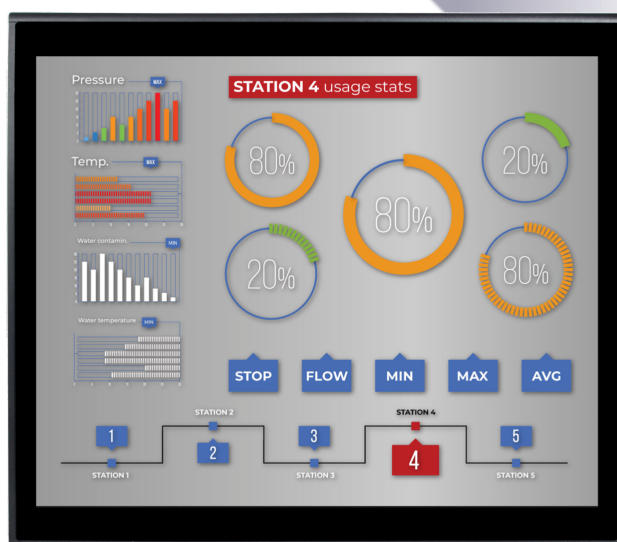 Pressure
MAX
STATION 4 usage stats
80%
20%
80%
Temp.
MAX
Water contamin.
MIN
20%
80%
Water temperature
MIN
STOP
FLOW
MIN
MAX
AVG
STATION 2
STATION 4
1
2
3
4
5
STATION 1
STATION 3
STATION 5